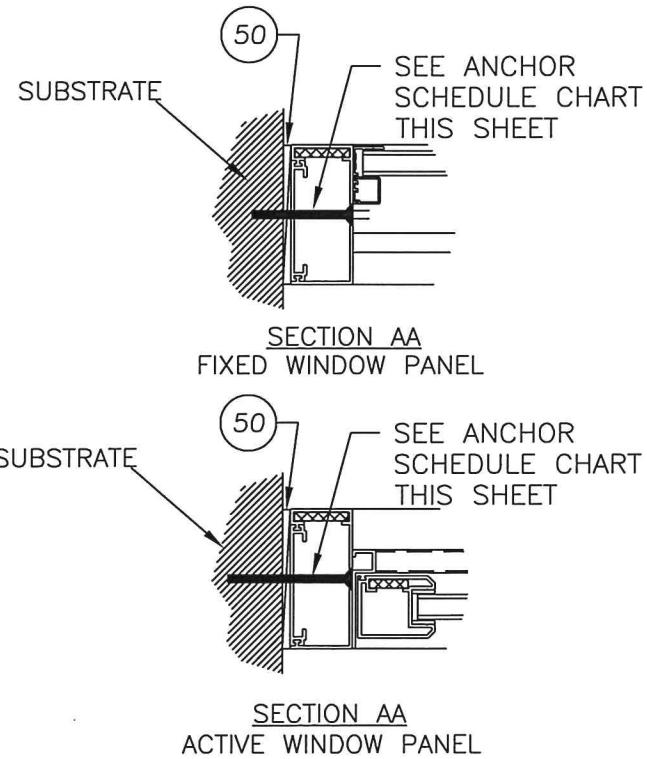 50
SUBSTRATE
SEE ANCHOR
SCHEDULE CHART
THIS SHEET
SECTION AA
FIXED WINDOW PANEL
50
SUBSTRATE
SEE ANCHOR
SCHEDULE CHART
THIS SHEET
SECTION AA
ACTIVE WINDOW PANEL